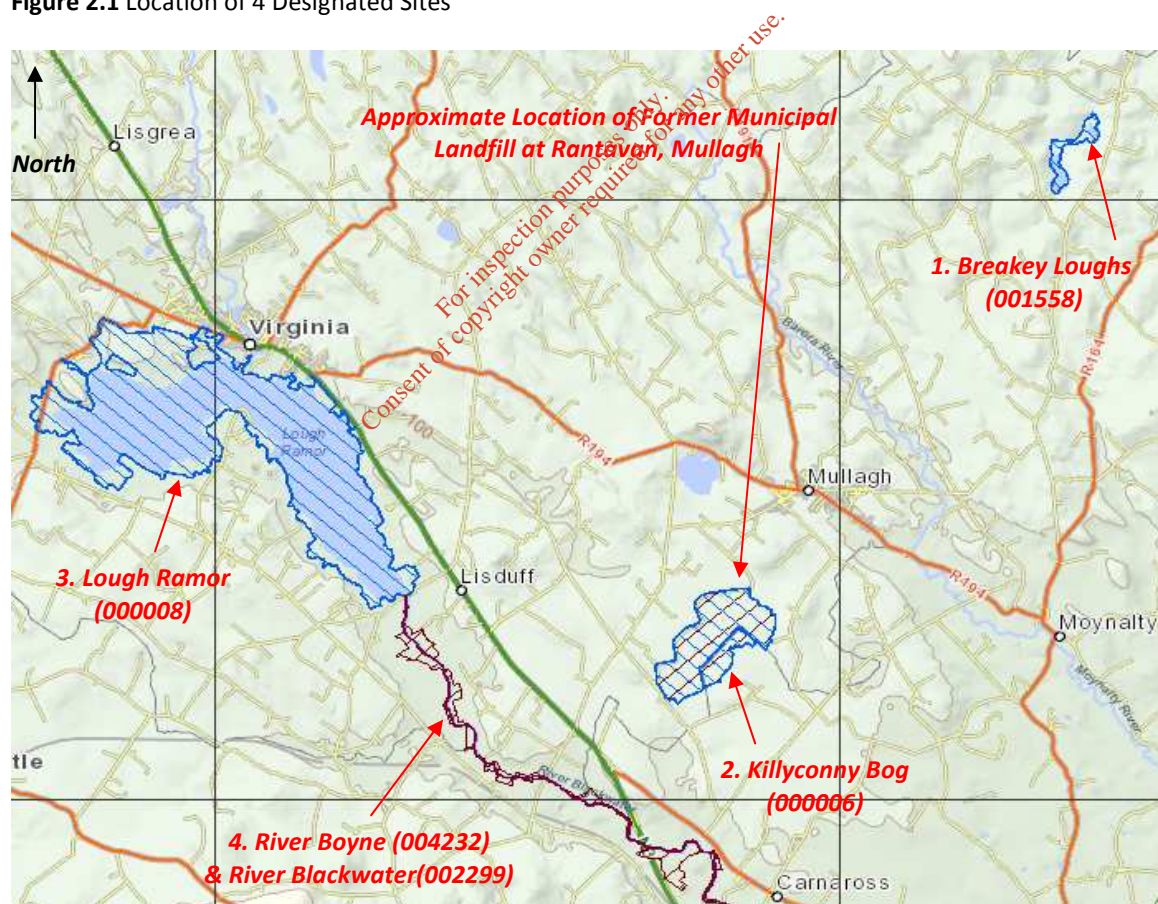 Figure 2.1 Location of 4 Designated Sites
For inspection purposes only.
Consent of copyright owner required for any other use.
North
Lisgrea
Approximate Location of Former Municipal
Landfill at Rantavan, Mullagh
1. Breakey Loughs
(001558)
Virginia
Barora River
R164
Lough
Ramor
100
R194
Mullagh
3. Lough Ramor
(000008)
Lisduff
R494
Moynalty
Moynalty River
tle
River Blackwater
2. Killyconny Bog
(000006)
4. River Boyne (004232)
& River Blackwater(002299)
Carnaross